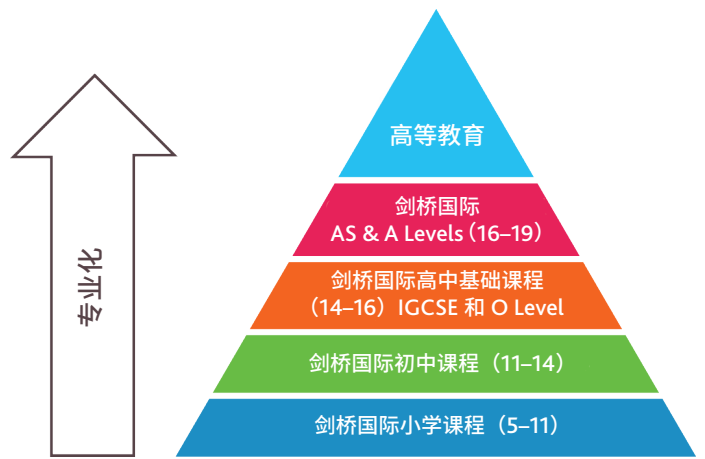 高等教育
剑桥国际
AS & A Levels（16–19）
剑桥国际高中基础课程
（14–16）IGCSE 和 O Level
剑桥国际初中课程（11–14）
剑桥国际小学课程（5–11）
专业化